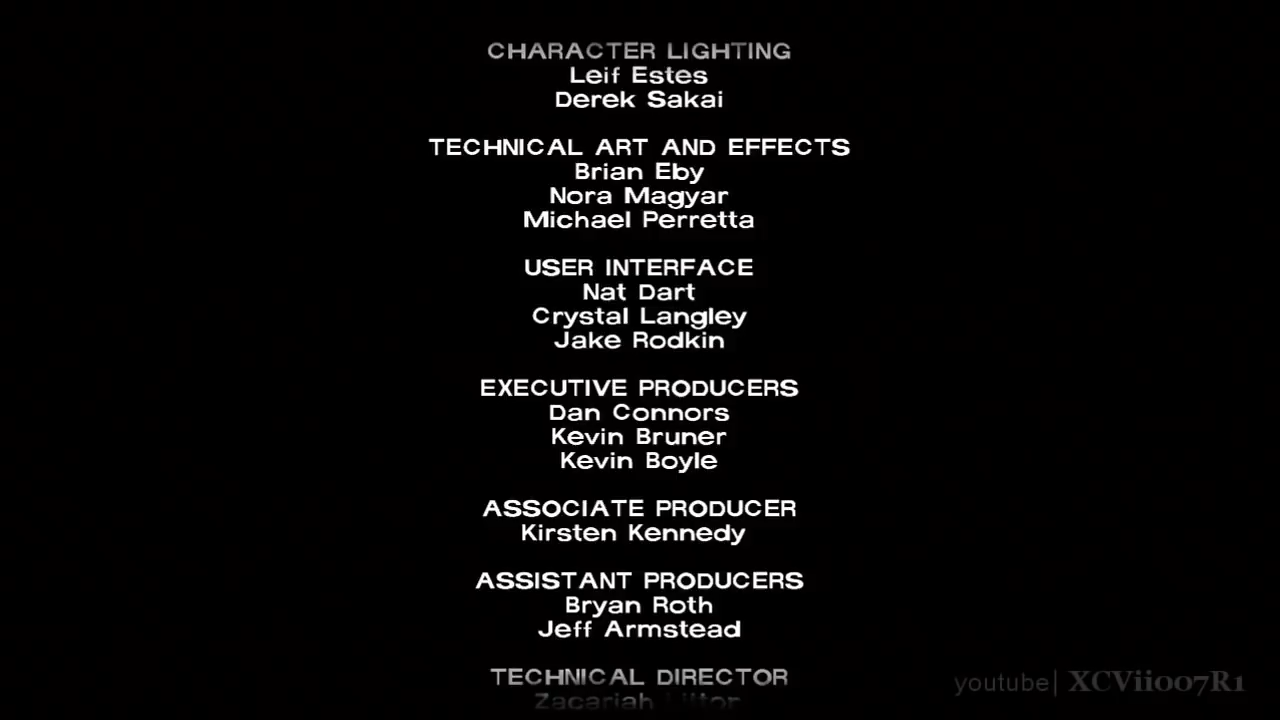 CHARACTER LIGHTING
Leif Estes
Derek Sakai
TECHNICAL ART AND EFFECTS
Brian Eby
Nora Magyar
Michael Perretta
USER INTERFACE
Nat Dart
Crystal Langley
Jake Rodkin
EXECUTIVE PRODUCERS
Dan Connors
Kevin Bruner
Kevin Boyle
ASSOCIATE PRODUCER
Kirsten Kennedy
ASSISTANT PRODUCERS
Bryan Roth
Jeff Armstead
TECHNICAL DIRECTOR
Zacariah
youtube| XCVii007R1